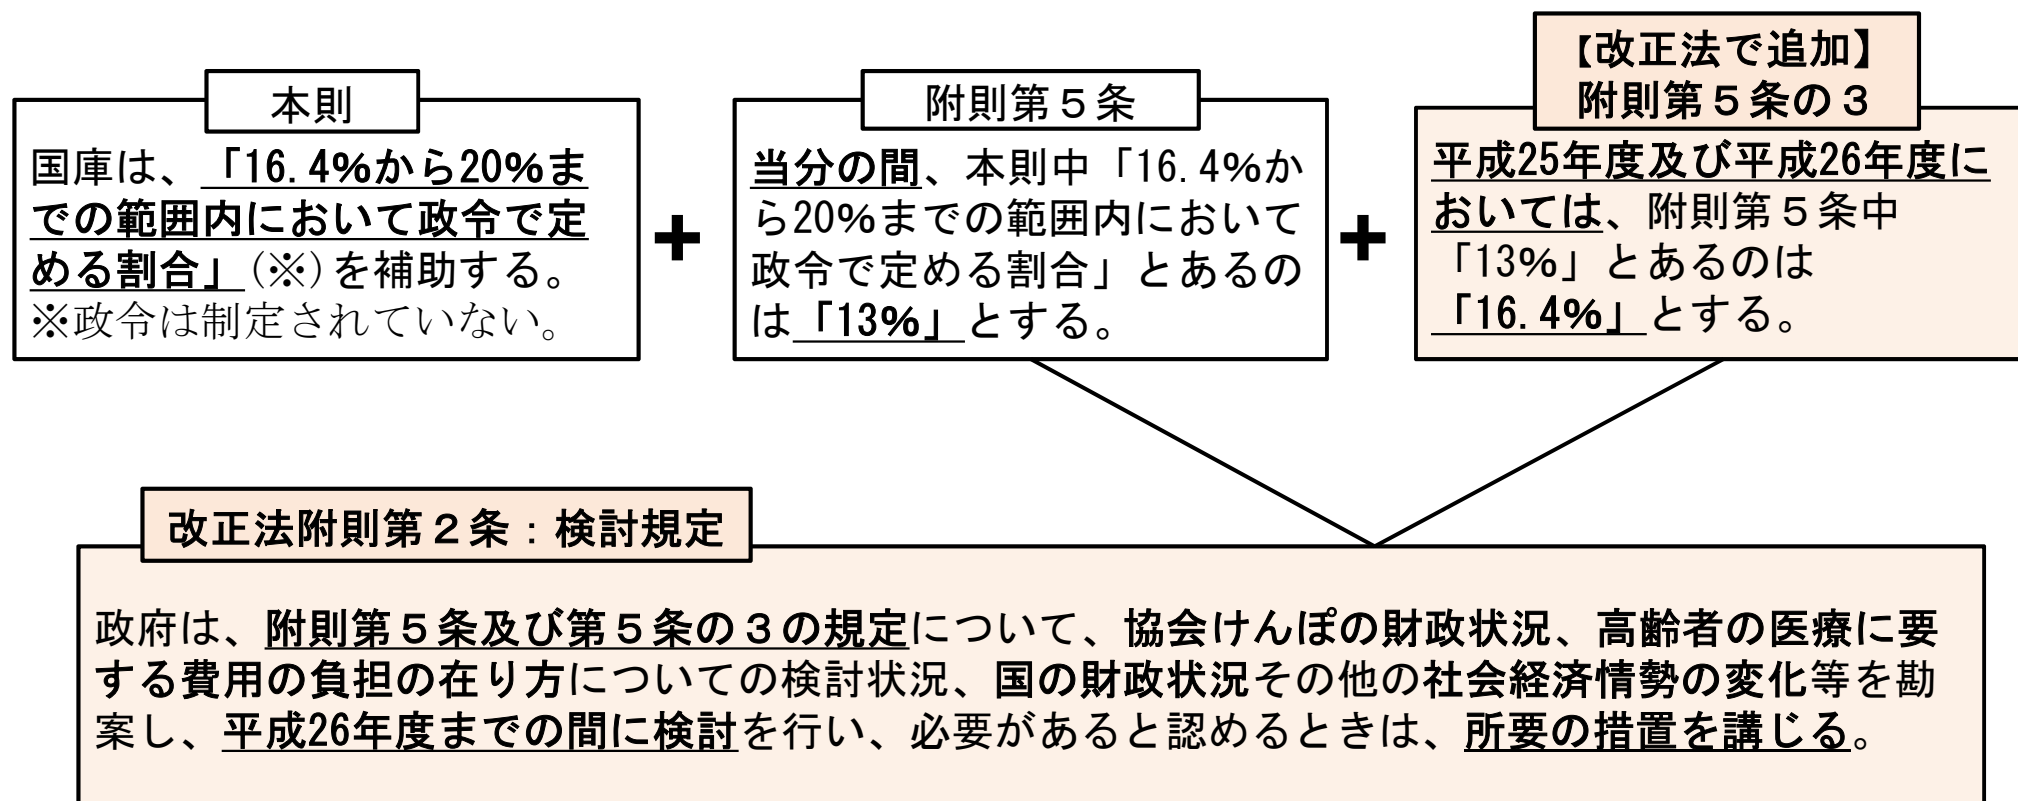 本則
国庫は、「16.4%から20%ま
での範囲内において政令で定
める割合」(※)を補助する。
※政令は制定されていない。
+
附則第５条
当分の間、本則中「16.4%か
ら20%までの範囲内において
政令で定める割合」とあるの
は「13%」とする。
+
【改正法で追加】
附則第５条の３
平成25年度及び平成26年度に
おいては、附則第５条中
「13%」とあるのは
「16.4%」とする。
改正法附則第２条：検討規定
政府は、附則第５条及び第５条の３の規定について、協会けんぽの財政状況、高齢者の医療に要
する費用の負担の在り方についての検討状況、国の財政状況その他の社会経済情勢の変化等を勘
案し、平成26年度までの間に検討を行い、必要があると認めるときは、所要の措置を講じる。